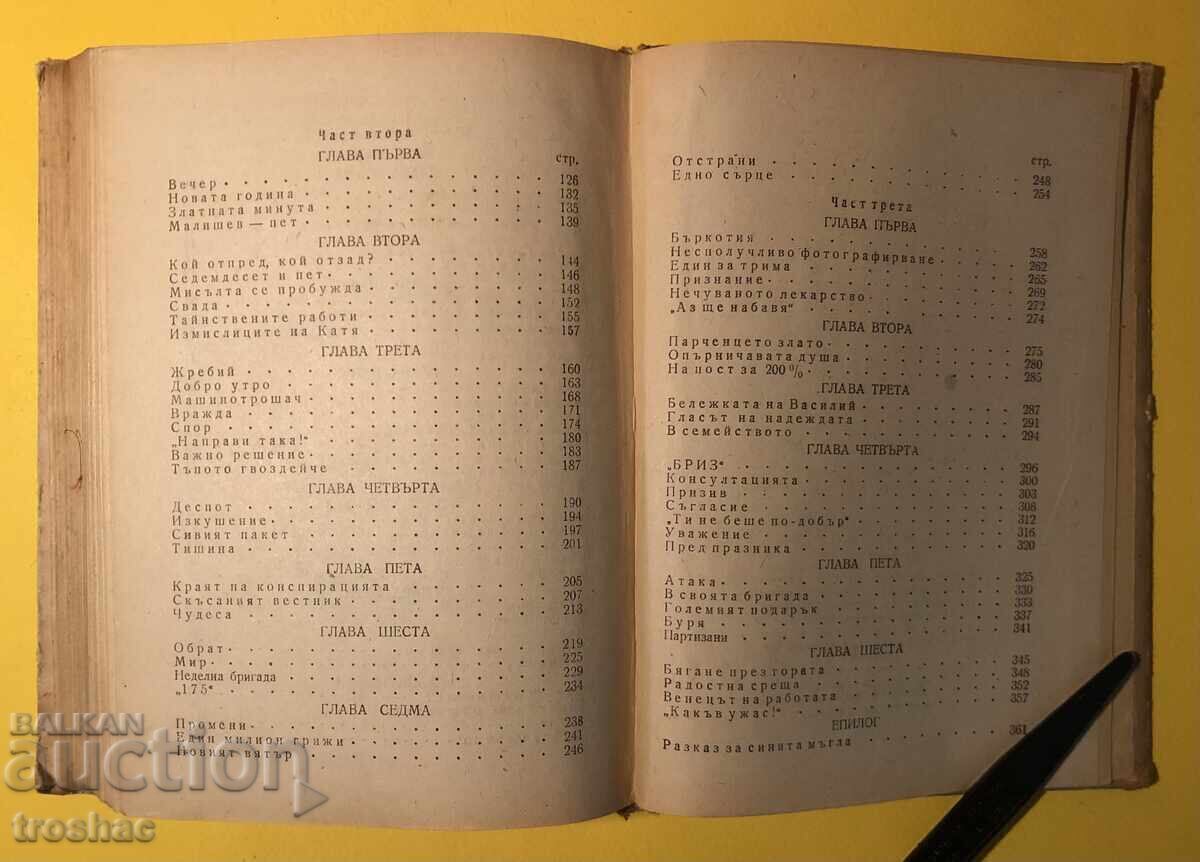 Част втора
ГЛАВА ПЪРВА
стр.
Вечер 126
Новата година 132
Златната минута 135
Малишев — пет 139
ГЛАВА ВТОРА
Кой отпред, кой отзад? 144
Седемдесет и пет 146
Мисълта се пробужда 148
Свада 152
Тайнствените работи 155
Измислиците на Катя 157
ГЛАВА ТРЕТА
Жребий 160
Добро утро 163
Машинотрошач 168
Вражда 171
Спор 174
„Направи така!“ 180
Важно решение 183
Тъпото гвоздейче 187
ГЛАВА ЧЕТВЪРТА
Деспот 190
Изкушение 194
Сивият пакет 197
Тишина 201
ГЛАВА ПЕТА
Краят на конспирацията 205
Скъсаният вестник 207
Чудеса 213
ГЛАВА ШЕСТА
Обрат 219
Мир 225
Неделна бригада 229
„175“ 234
ГЛАВА СЕДМА
Промени 238
Един милион грижи 241
Новият вятър 246
стр.
Отстрани 248
Едно сърце 254
Част трета
ГЛАВА ПЪРВА
Бъркотия 258
Несполучливо фотографирване 262
Един за трима 265
Признание 269
Нечуваното лекарство 272
„Аз ще набавя“ 274
ГЛАВА ВТОРА
Парченцето злато 275
Опърничавата душа 280
На пост за 200% 285
ГЛАВА ТРЕТА
Бележката на Василий 287
Гласът на надеждата 291
В семейството 294
ГЛАВА ЧЕТВЪРТА
„БРИЗ“ 296
Консултацията 300
Призив 303
Съгласие 308
„Ти не беше по-добър“ 312
Уважение 316
Пред празника 320
ГЛАВА ПЕТА
Атака 325
В своята бригада 330
Големият подарък 333
Буря 337
Партизани 341
ГЛАВА ШЕСТА
Бягане през гората 345
Радостна среща 348
Венецът на работата 352
„Какъв ужас!“ 357
ЕПИЛОГ
Разказ за синята мъгла 361
BALKAN
auction
troshac